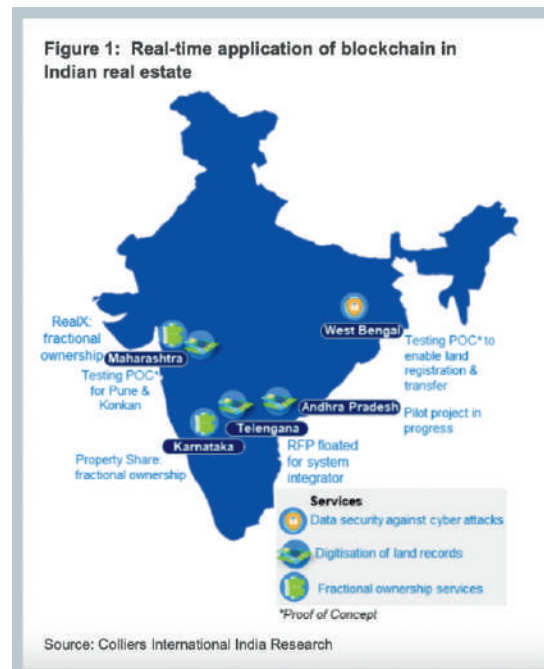 Figure 1: Real-time application of blockchain in
Indian real estate
RealX:
fractional
ownership
Maharashtra
Testing POC*
for Pune &
Konkan
West Bengal
Testing POC* to
enable land
registration &
transfer
Andhra Pradesh
Pilot project in
progress
Telengana
RFP floated
for system
integrator
Karnataka
Property Share:
fractional ownership
Services
Data security against cyber attacks
Digitisation of land records
Fractional ownership services
*Proof of Concept
Source: Colliers International India Research